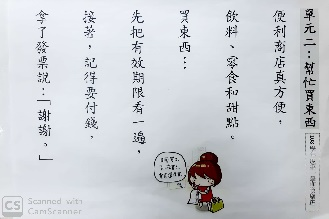 單元二：幫忙買東西
便利商店真方便，
飲料、零食和甜點。
買東西…
先把有效期限看一遍，
接著，記得要付錢，
拿了發票說：「謝謝。」
CS Scanned with
CamScanner